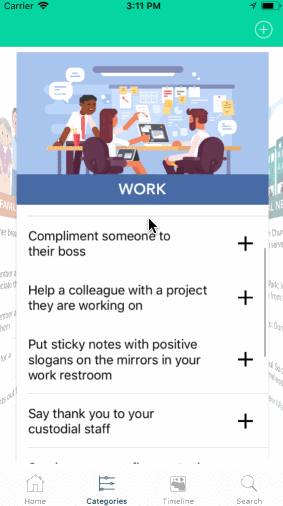 Carrier 3:11 PM
WORK
Compliment someone to
their boss
Help a colleague with a project
they are working on
Put sticky notes with positive
slogans on the mirrors in your
work restroom
Say thank you to your
custodial staff
Home Categories Timeline Search